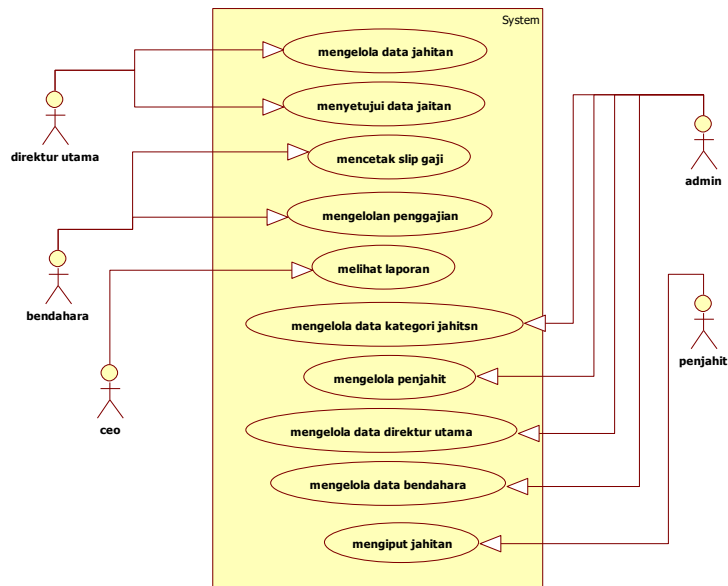 System
mengelola data jahitan
menyetujui data jaitan
direktur utama
mencetak slip gaji
admin
mengelolan penggajian
melihat laporan
bendahara
mengelola data kategori jahitsn
penjahit
mengelola penjahit
ceo
mengelola data direktur utama
mengelola data bendahara
mengiput jahitan